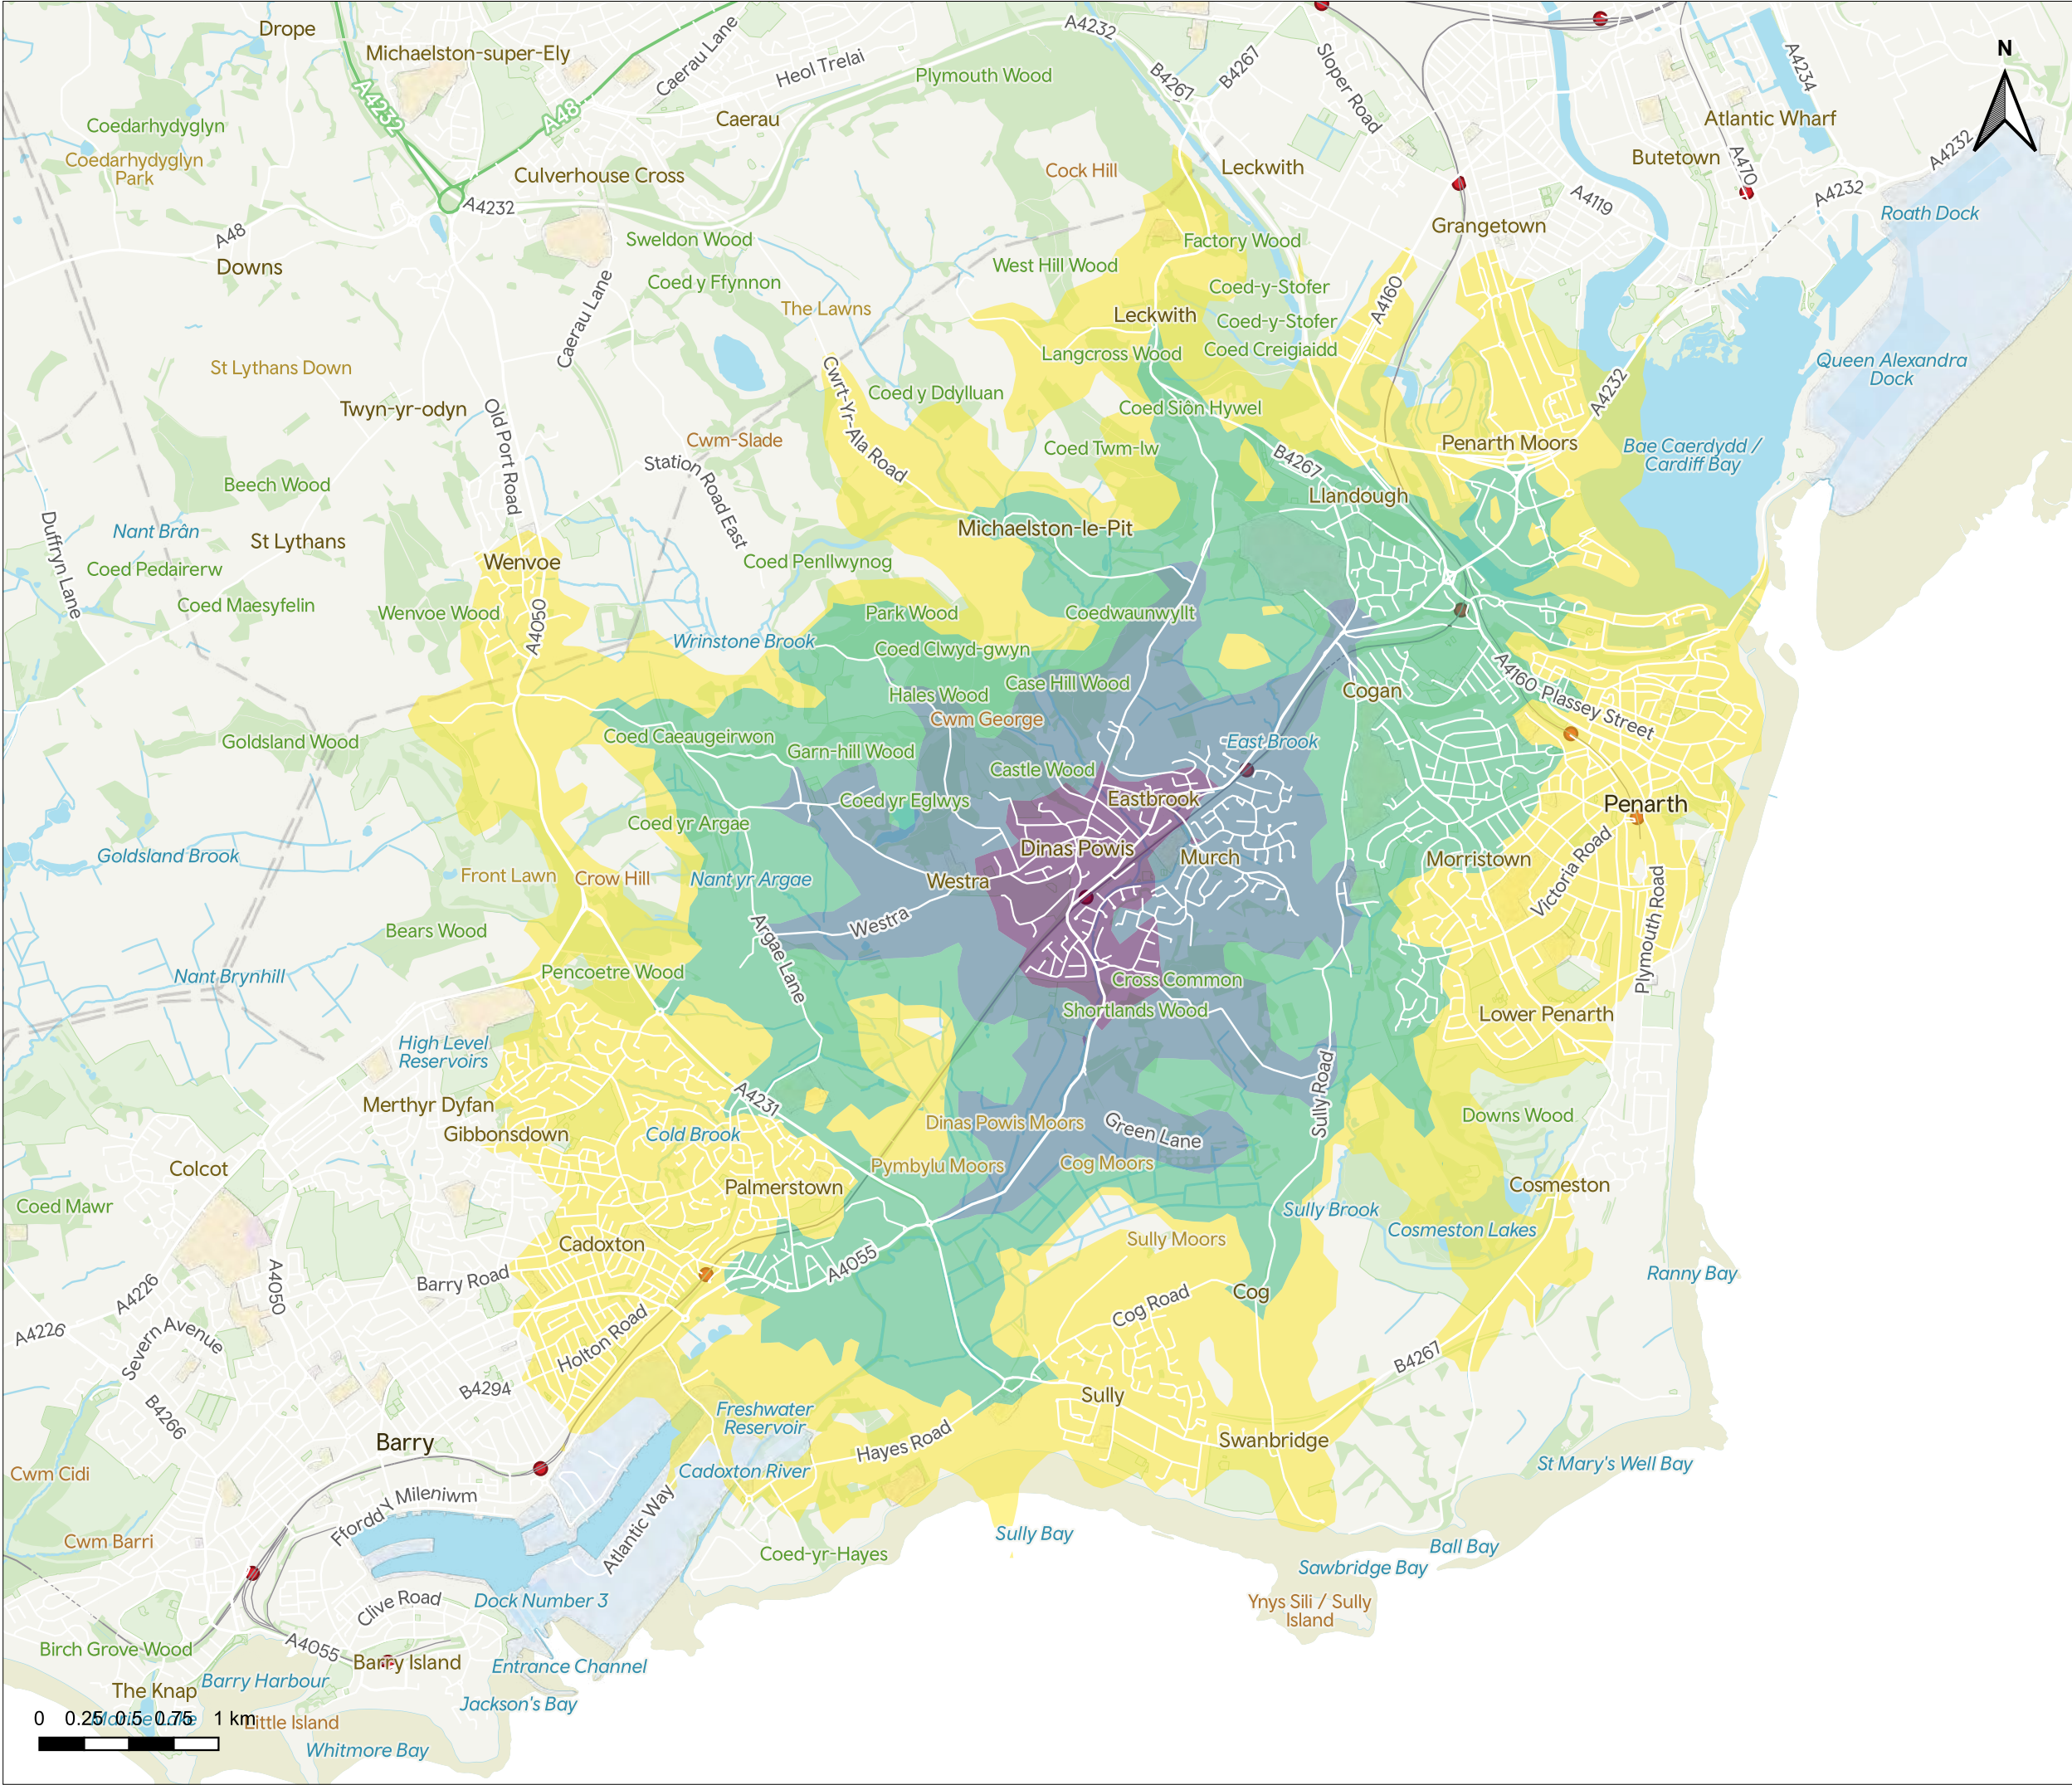 Drope
Michaelston-super-Ely
Caerau Lane
Heol Trelai
A4232
Plymouth Wood
B4267
B4267
Sloper Road
A4234
N
A4232
A48
Caerau
Atlantic Wharf
Coedarhydyglyn
Coedarhydyglyn
Park
Culverhouse Cross
Cock Hill
Leckwith
Butetown
A470
A4232
A4232
A4232
A4119
Roath Dock
A48
Downs
Sweldon Wood
Factory Wood
Grangetown
West Hill Wood
Coed y Ffynnon
Coed-y-Stofer
The Lawns
Caerau Lane
Leckwith
Coed-y-Stofer
A4160
Langcross Wood
Coed Creigiaidd
Queen Alexandra
Dock
St Lythans Down
Cwrt-Yr-Ala Road
Coed y Ddylluan
A4232
Twyn-yr-odyn
Old Port Road
Coed Siôn Hywel
Cwm-Slade
Coed Twm-lw
B4267
Penarth Moors
Bae Caerdydd /
Cardiff Bay
Station Road East
Beech Wood
Llandough
Nant Brân
Duffryn Lane
St Lythans
Michaelston-le-Pit
Wenvoe
Coed Penllwynog
Coed Pedairerw
Coed Maesyfelin
Wenvoe Wood
A4050
Park Wood
Coedwaunwyllt
Wrinstone Brook
Coed Clwyd-gwyn
Case Hill Wood
Hales Wood
Cogan
A4160
Plassey Street
Cwm George
Goldsland Wood
Coed Caeaugeirwon
Garn-hill Wood
East Brook
Castle Wood
Coed yr Eglwys
Eastbrook
Penarth
Coed yr Argae
Goldsland Brook
Dinas Powis
Murch
Morristown
Victoria Road
Front Lawn
Crow Hill
Nant yr Argae
Westra
Plymouth Road
Bears Wood
Westra
Argae Lane
Nant Brynhill
Pencoetre Wood
Cross Common
Shortlands Wood
Lower Penarth
High Level
Reservoirs
Merthyr Dyfan
A4231
Sully Road
Gibbonsdown
Cold Brook
Dinas Powis Moors
Green Lane
Downs Wood
Colcot
Pymbylu Moors
Cog Moors
Palmerstown
Cosmeston
Coed Mawr
Sully Brook
Cosmeston Lakes
Cadoxton
Sully Moors
A4055
Ranny Bay
A4226
A4050
Barry Road
Cog Road
Cog
A4226
Severn Avenue
Holton Road
B4267
B4294
Sully
B4266
Freshwater
Reservoir
Barry
Hayes Road
Swanbridge
Cwm Cidi
Cadoxton River
St Mary's Well Bay
Ffordd Y Mileniwm
Atlantic Way
Cwm Barri
Sully Bay
Coed-yr-Hayes
Ball Bay
Sawbridge Bay
Clive Road
Dock Number 3
Ynys Sili / Sully
Island
Birch Grove Wood
A4055
Barry Island
Entrance Channel
Barry Harbour
The Knap
Jackson's Bay
0 0.25 0.5 0.75 1 km
Marine Lake
Little Island
Whitmore Bay